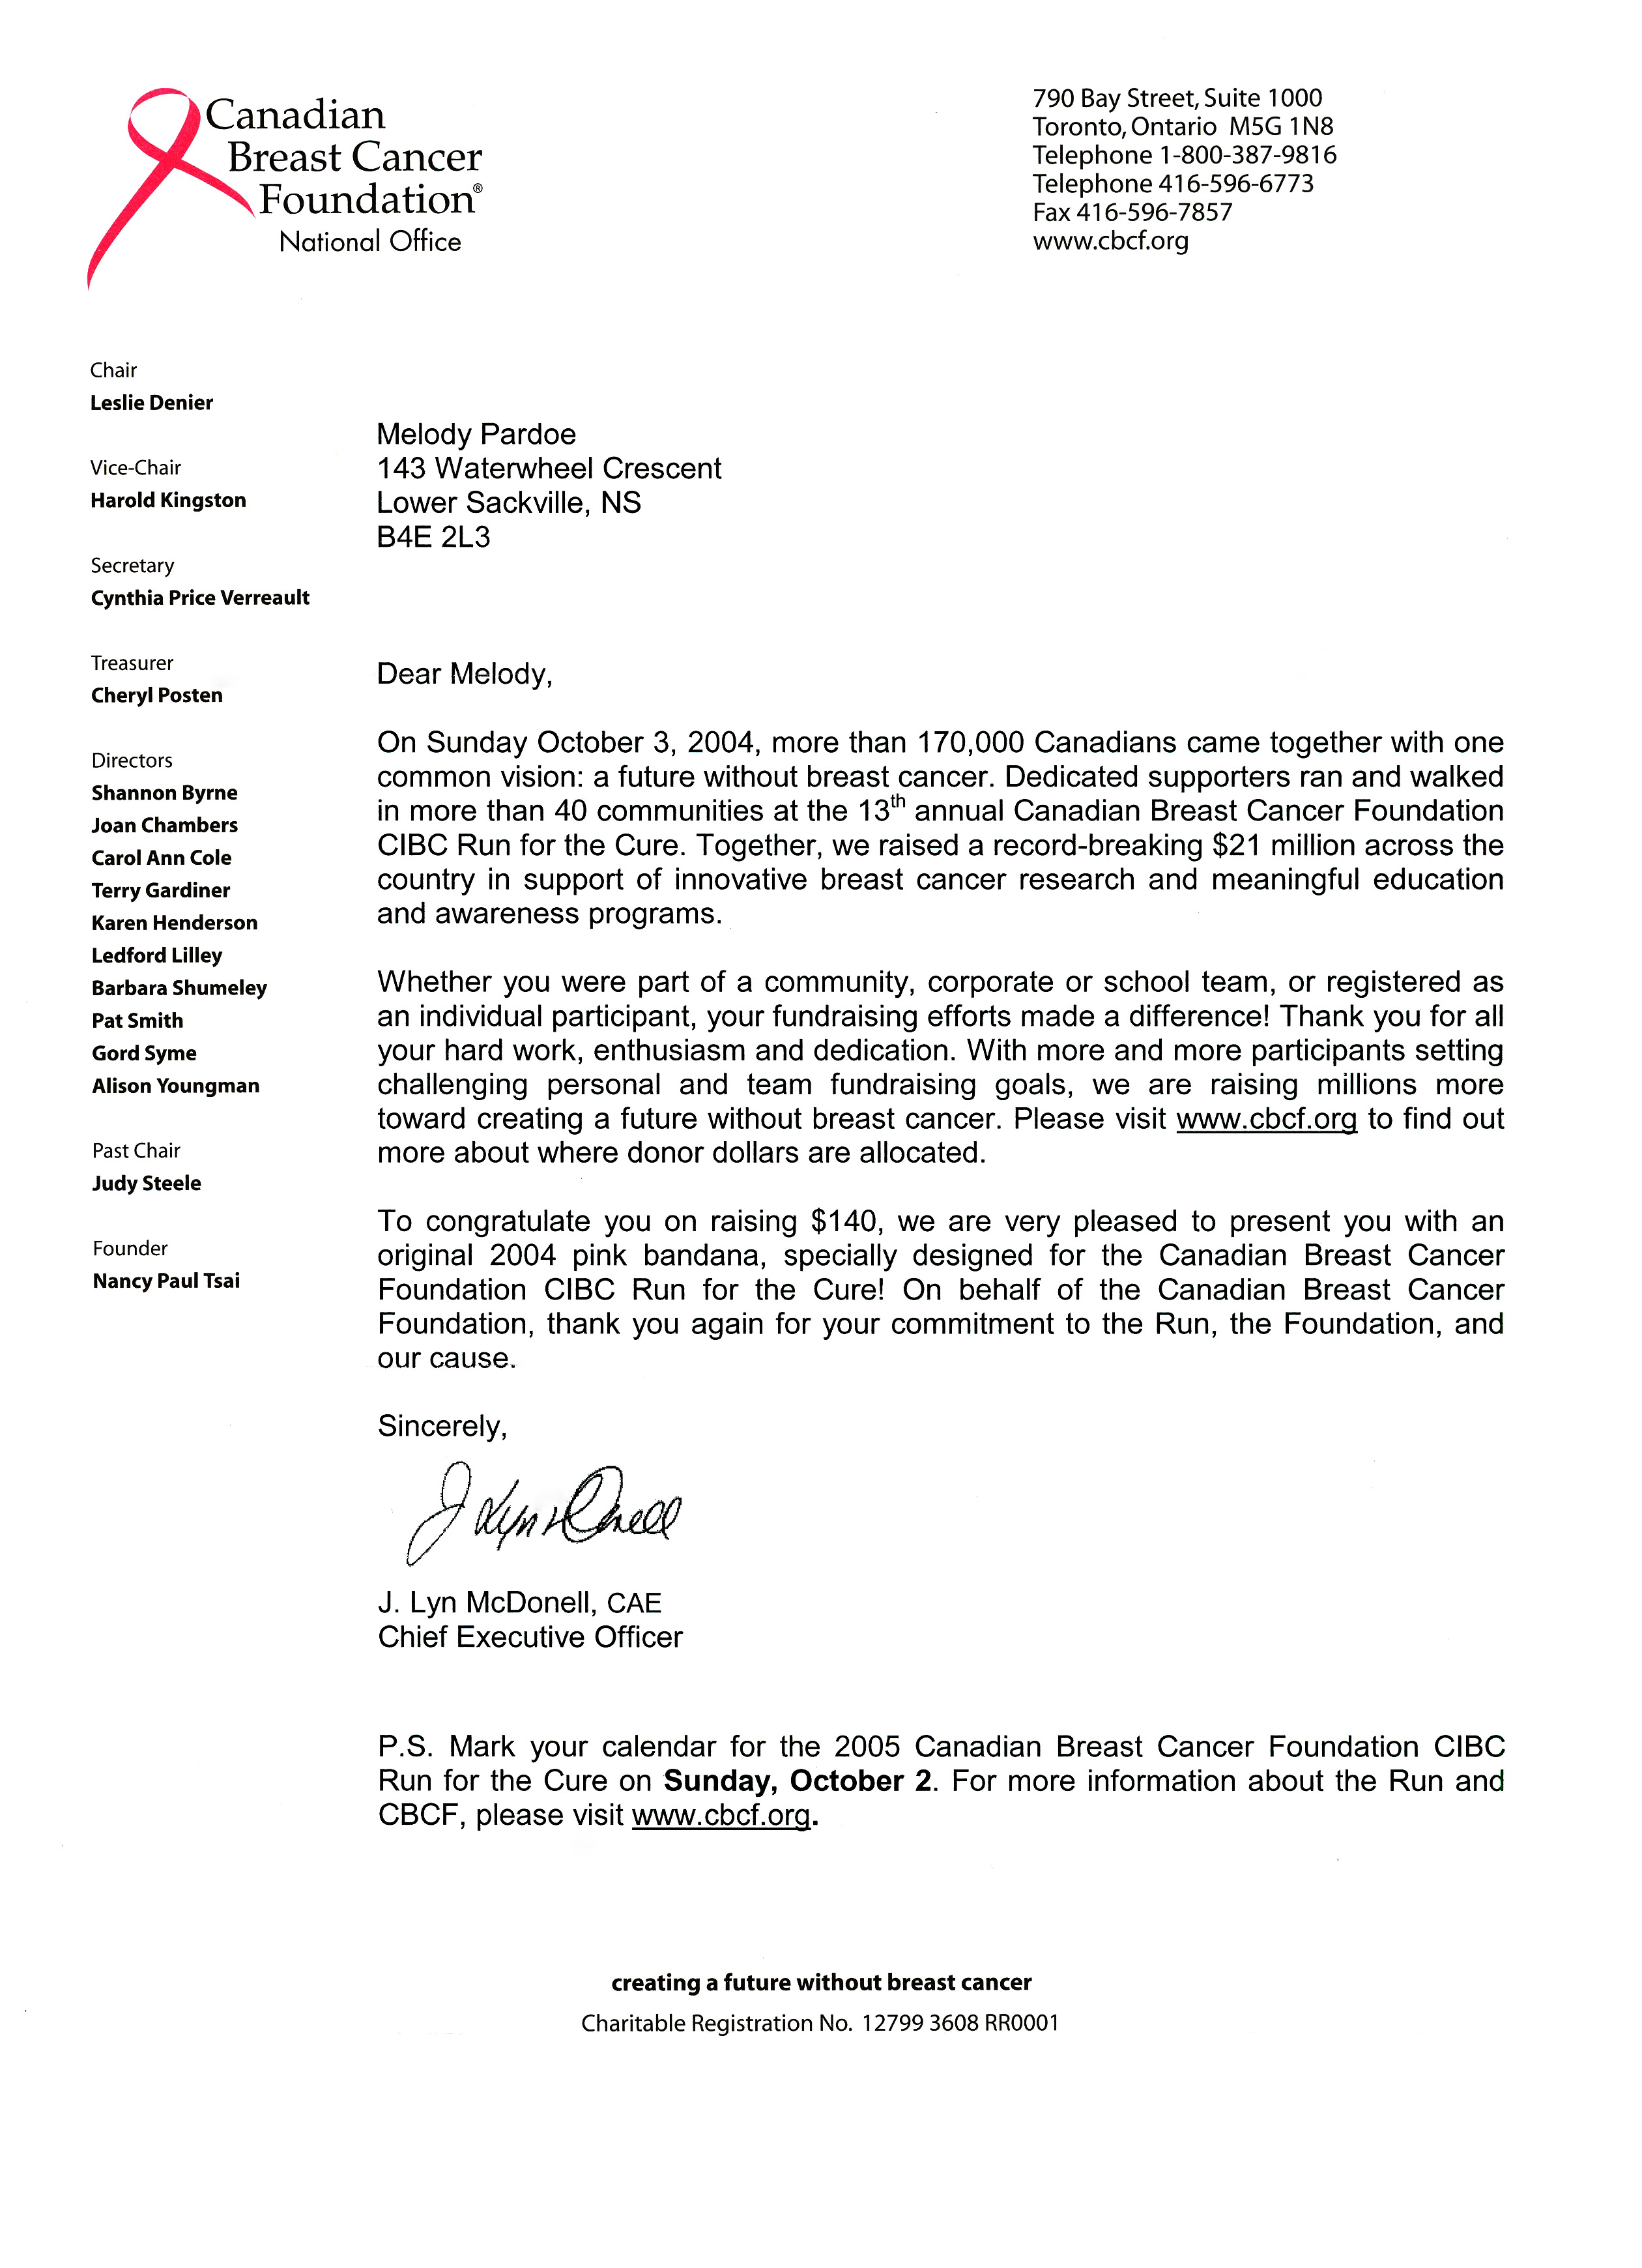 Canadian
Breast Cancer
Foundation®
National Office
790 Bay Street, Suite 1000
Toronto, Ontario M5G 1N8
Telephone 1-800-387-9816
Telephone 416-596-6773
Fax 416-596-7857
www.cbcf.org
Chair
Leslie Denier
Vice-Chair
Harold Kingston
Secretary
Cynthia Price Verreault
Treasurer
Cheryl Posten
Directors
Shannon Byrne
Joan Chambers
Carol Ann Cole
Terry Gardiner
Karen Henderson
Ledford Lilley
Barbara Shumeley
Pat Smith
Gord Syme
Alison Youngman
Past Chair
Judy Steele
Founder
Nancy Paul Tsai
Melody Pardoe
143 Waterwheel Crescent
Lower Sackville, NS
B4E 2L3
Dear Melody,
On Sunday October 3, 2004, more than 170,000 Canadians came together with one
common vision: a future without breast cancer. Dedicated supporters ran and walked
in more than 40 communities at the 13th annual Canadian Breast Cancer Foundation
CIBC Run for the Cure. Together, we raised a record-breaking $21 million across the
country in support of innovative breast cancer research and meaningful education
and awareness programs.
Whether you were part of a community, corporate or school team, or registered as
an individual participant, your fundraising efforts made a difference! Thank you for all
your hard work, enthusiasm and dedication. With more and more participants setting
challenging personal and team fundraising goals, we are raising millions more
toward creating a future without breast cancer. Please visit www.cbcf.org to find out
more about where donor dollars are allocated.
To congratulate you on raising $140, we are very pleased to present you with an
original 2004 pink bandana, specially designed for the Canadian Breast Cancer
Foundation CIBC Run for the Cure! On behalf of the Canadian Breast Cancer
Foundation, thank you again for your commitment to the Run, the Foundation, and
our cause.
Sincerely,
J Lyn McDonell
J. Lyn McDonell, CAE
Chief Executive Officer
P.S. Mark your calendar for the 2005 Canadian Breast Cancer Foundation CIBC
Run for the Cure on Sunday, October 2. For more information about the Run and
CBCF, please visit www.cbcf.org.
creating a future without breast cancer
Charitable Registration No. 12799 3608 RR0001